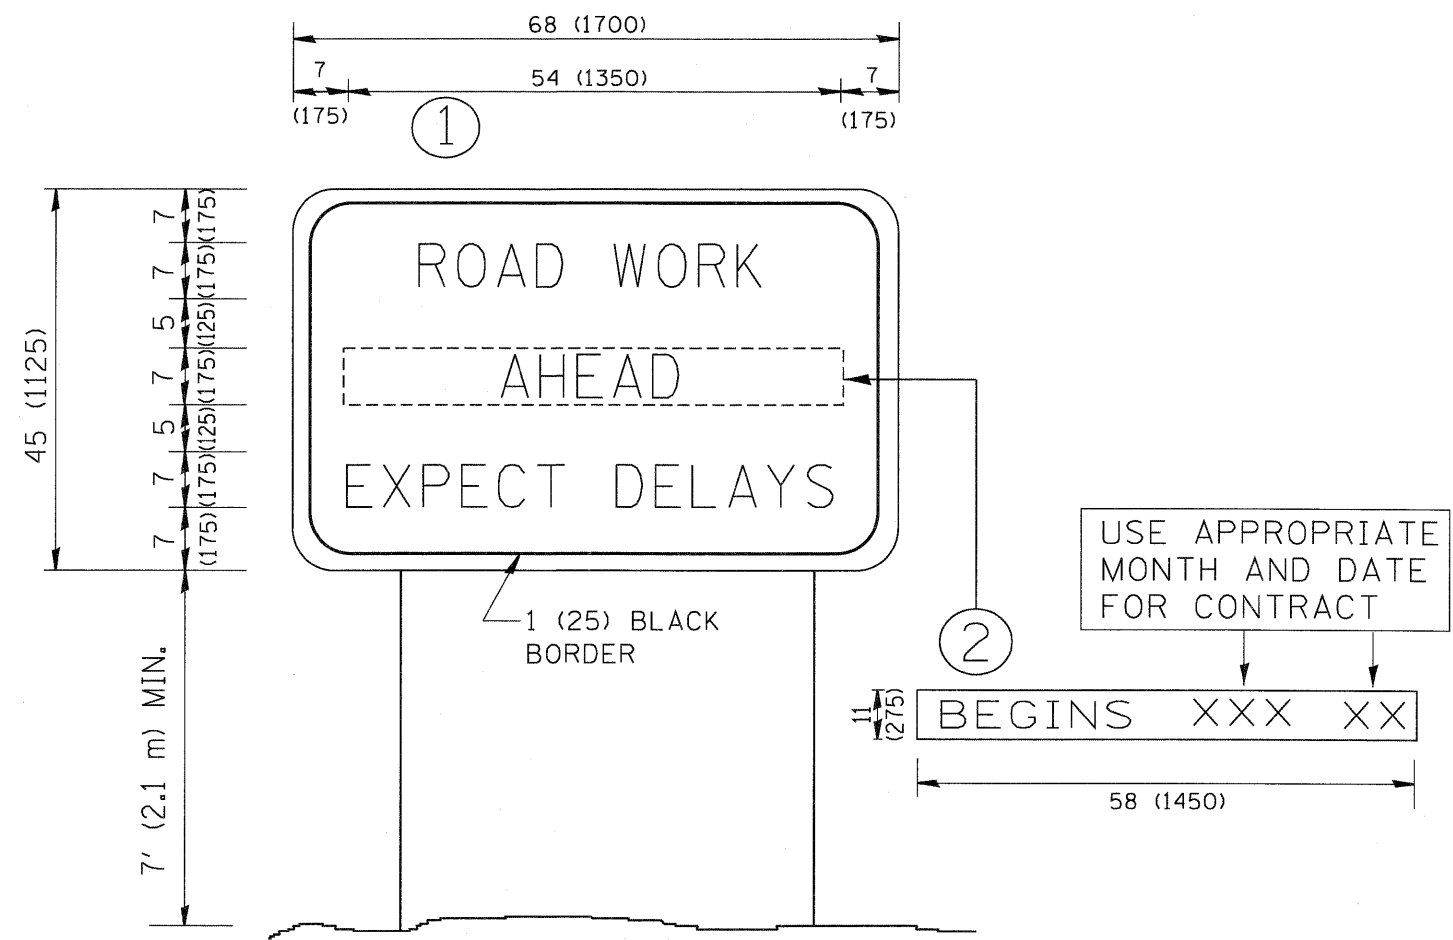 68 (1700)
7
54 (1350)
7
(175)
(175)
1
45 (1125)
7
(175)
7
(175)
5
(125)
7
(175)
5
(125)
7
(175)
7
(175)
ROAD WORK
AHEAD
EXPECT DELAYS
1 (25) BLACK
BORDER
7' (2.1 m) MIN.
2
USE APPROPRIATE
MONTH AND DATE
FOR CONTRACT
11
(275)
BEGINS XXX XX
58 (1450)